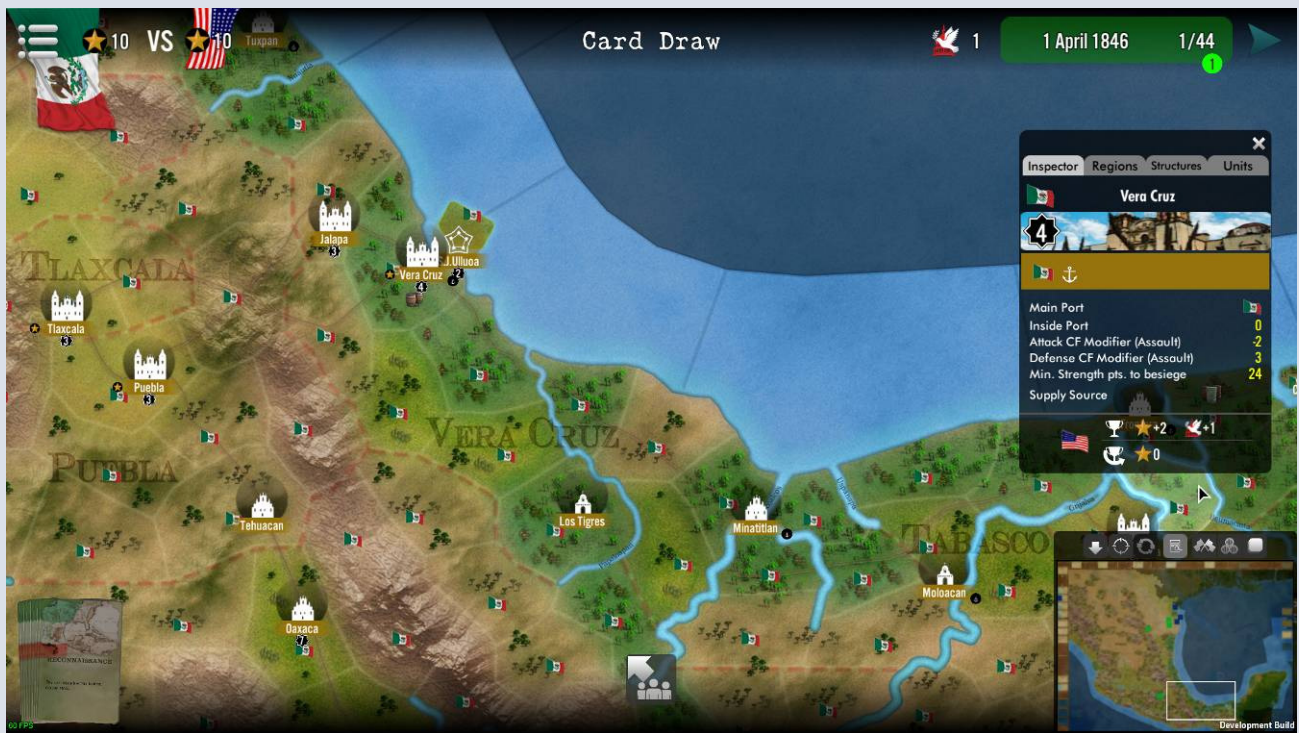 10 VS 10
Card Draw
1
1 April 1846 1/44
1
Tuxpan
Inspector Regions Structures Units
Vera Cruz
4
Main Port
Inside Port 0
Attack CF Modifier (Assault) -2
Defense CF Modifier (Assault) 3
Min. Strength pts. to besiege 24
Supply Source
+2 +1
0
Jalapa
3
S.J.Ulluoa
2
Vera Cruz
4
TLAXCALA
Tlaxcala
3
Puebla
3
VERA CRUZ
PUEBLA
Tehuacan
Los Tigres
Minatitlan
TABASCO
Moloacan
Oaxaca
7
RECONNAISSANCE
60 FPS
Development Build